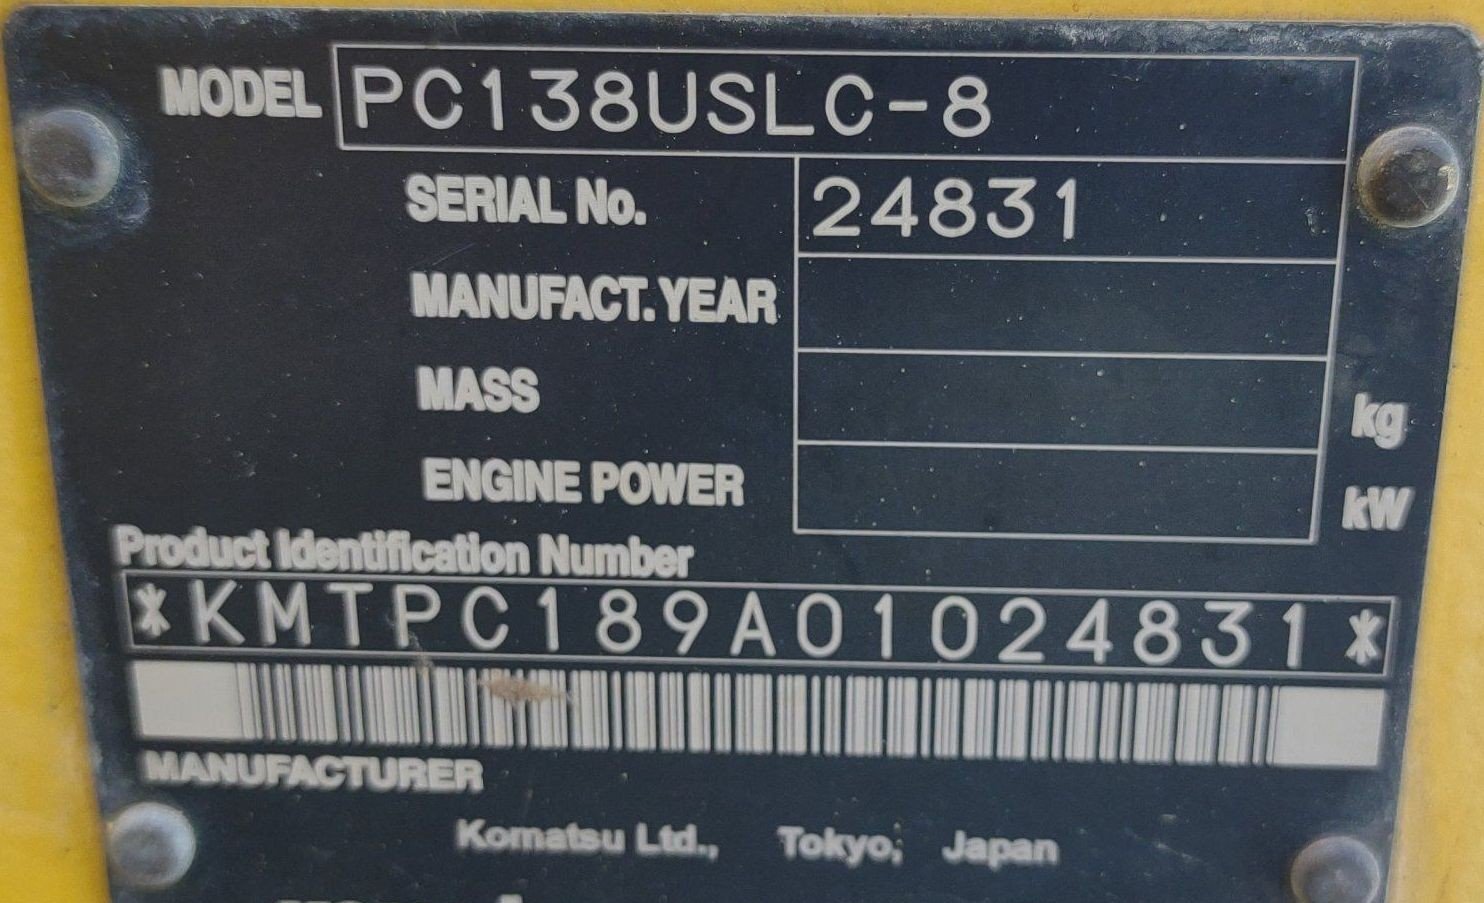 MODEL PC138USLC-8
SERIAL No. 24831
MANUFACT. YEAR
MASS kg
ENGINE POWER kW
Product Identification Number
*KMTPC189A01024831*
MANUFACTURER
Komatsu Ltd., Tokyo, Japan